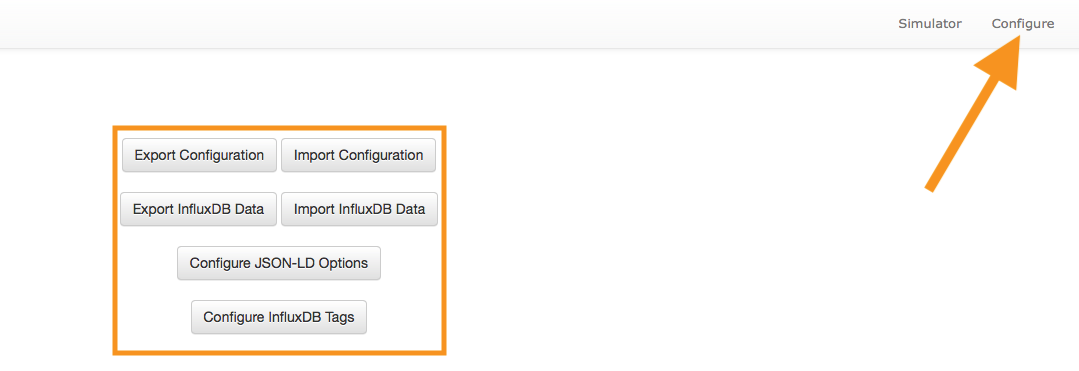 Simulator Configure
Export Configuration Import Configuration
Export InfluxDB Data Import InfluxDB Data
Configure JSON-LD Options
Configure InfluxDB Tags